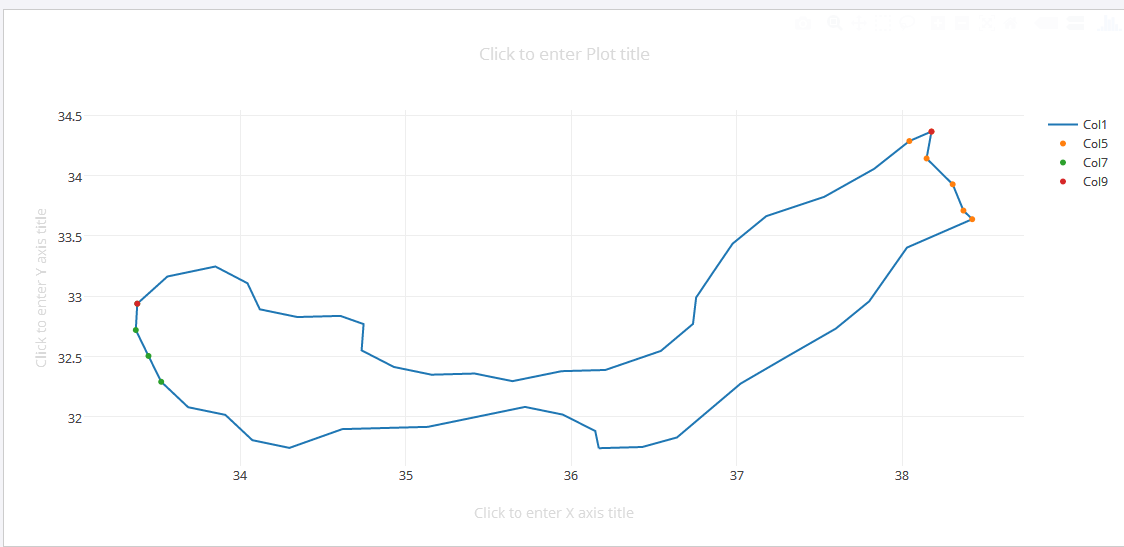 Click to enter Plot title
Col1
Col5
Col7
Col9
34.5
34
33.5
33
32.5
32
Click to enter Y axis title
34
35
36
37
38
Click to enter X axis title